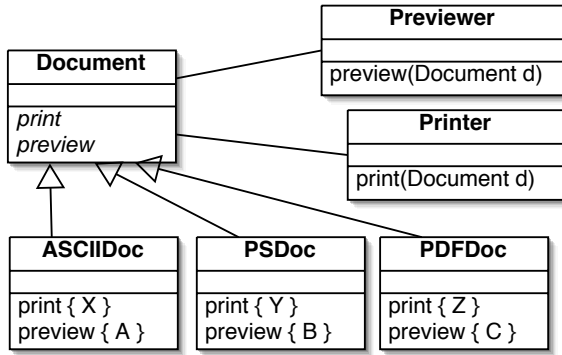 Previewer
preview(Document d)
Document
print
preview
Printer
print(Document d)
ASCIIDoc
print { X }
preview { A }
PSDoc
print { Y }
preview { B }
PDFDoc
print { Z }
preview { C }